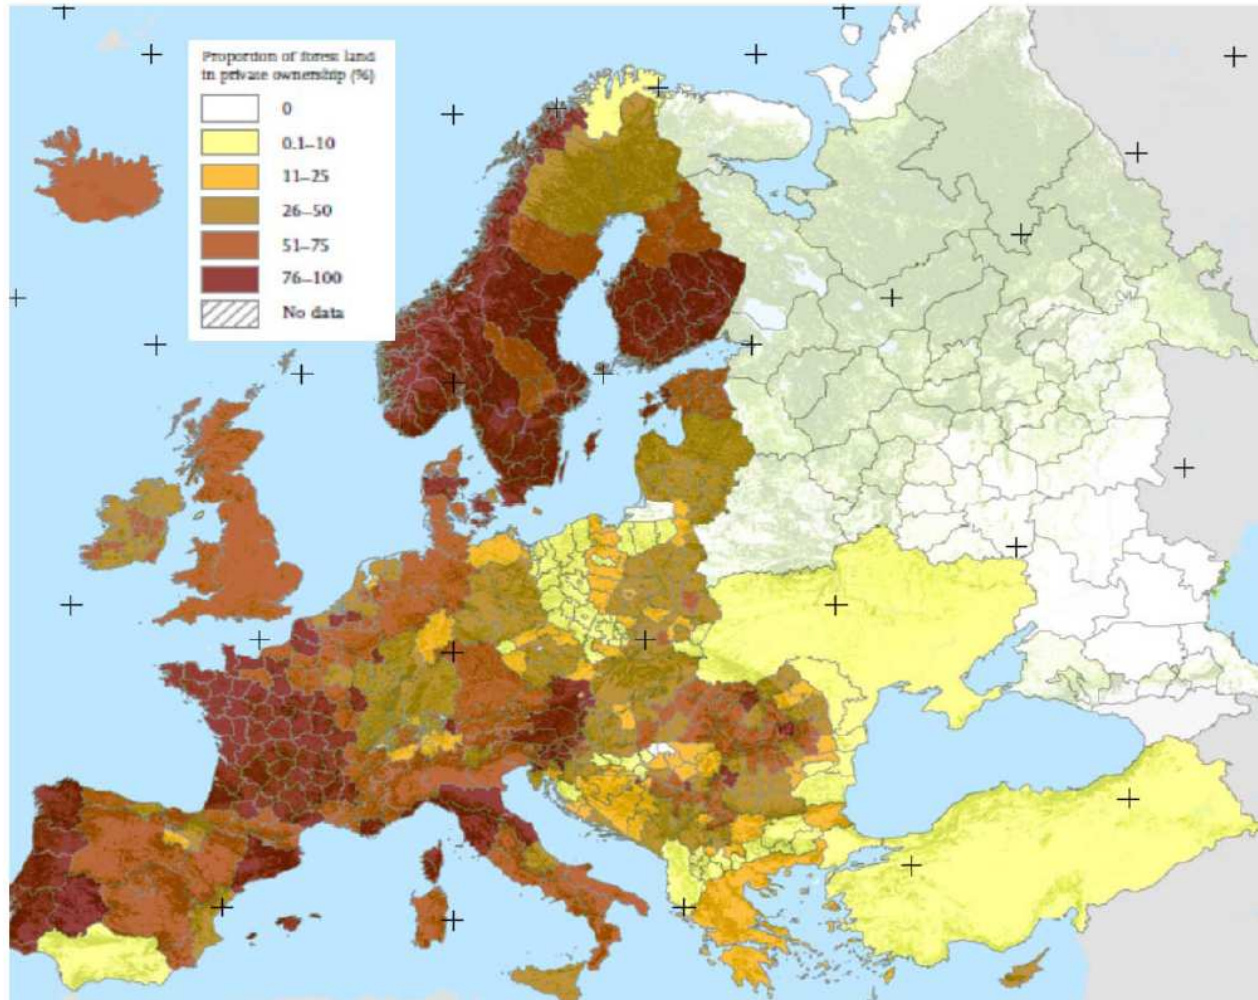 Proportion of forest land
in private ownership (%)
0
0.1–10
11–25
26–50
51–75
76–100
No data